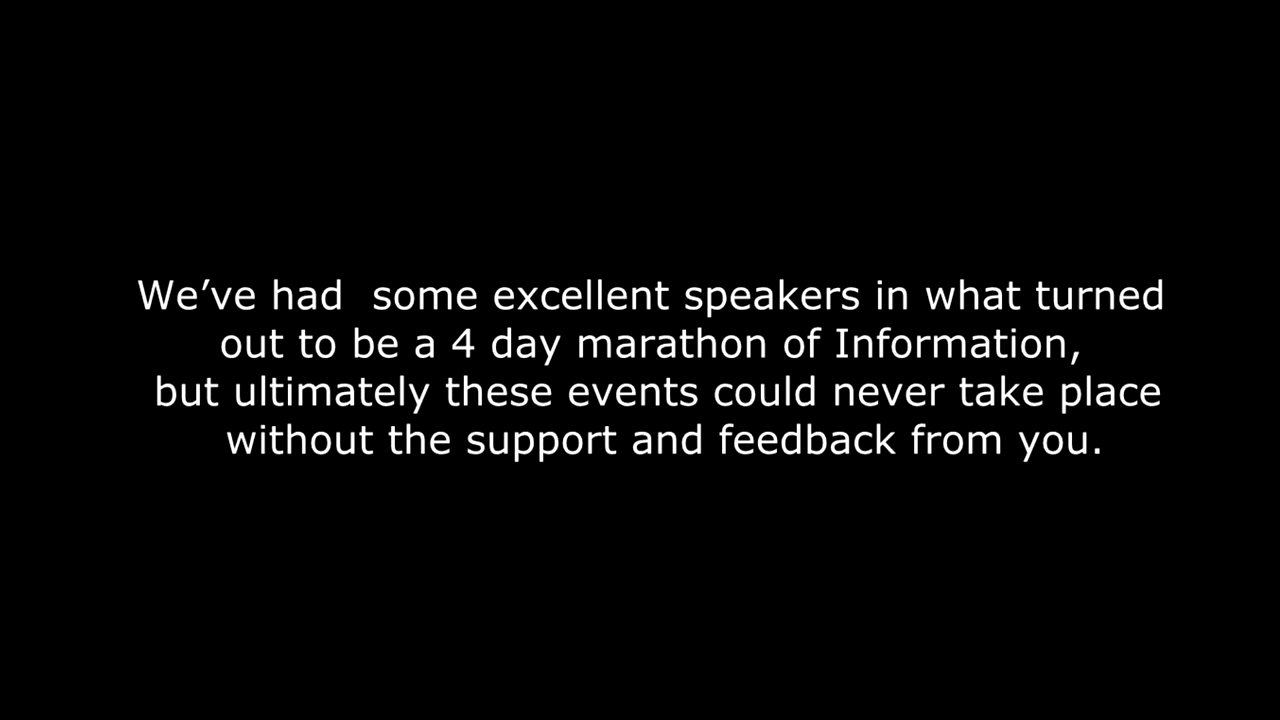 We’ve had  some excellent speakers in what turned
out to be a 4 day marathon of Information,
but ultimately these events could never take place
without the support and feedback from you.